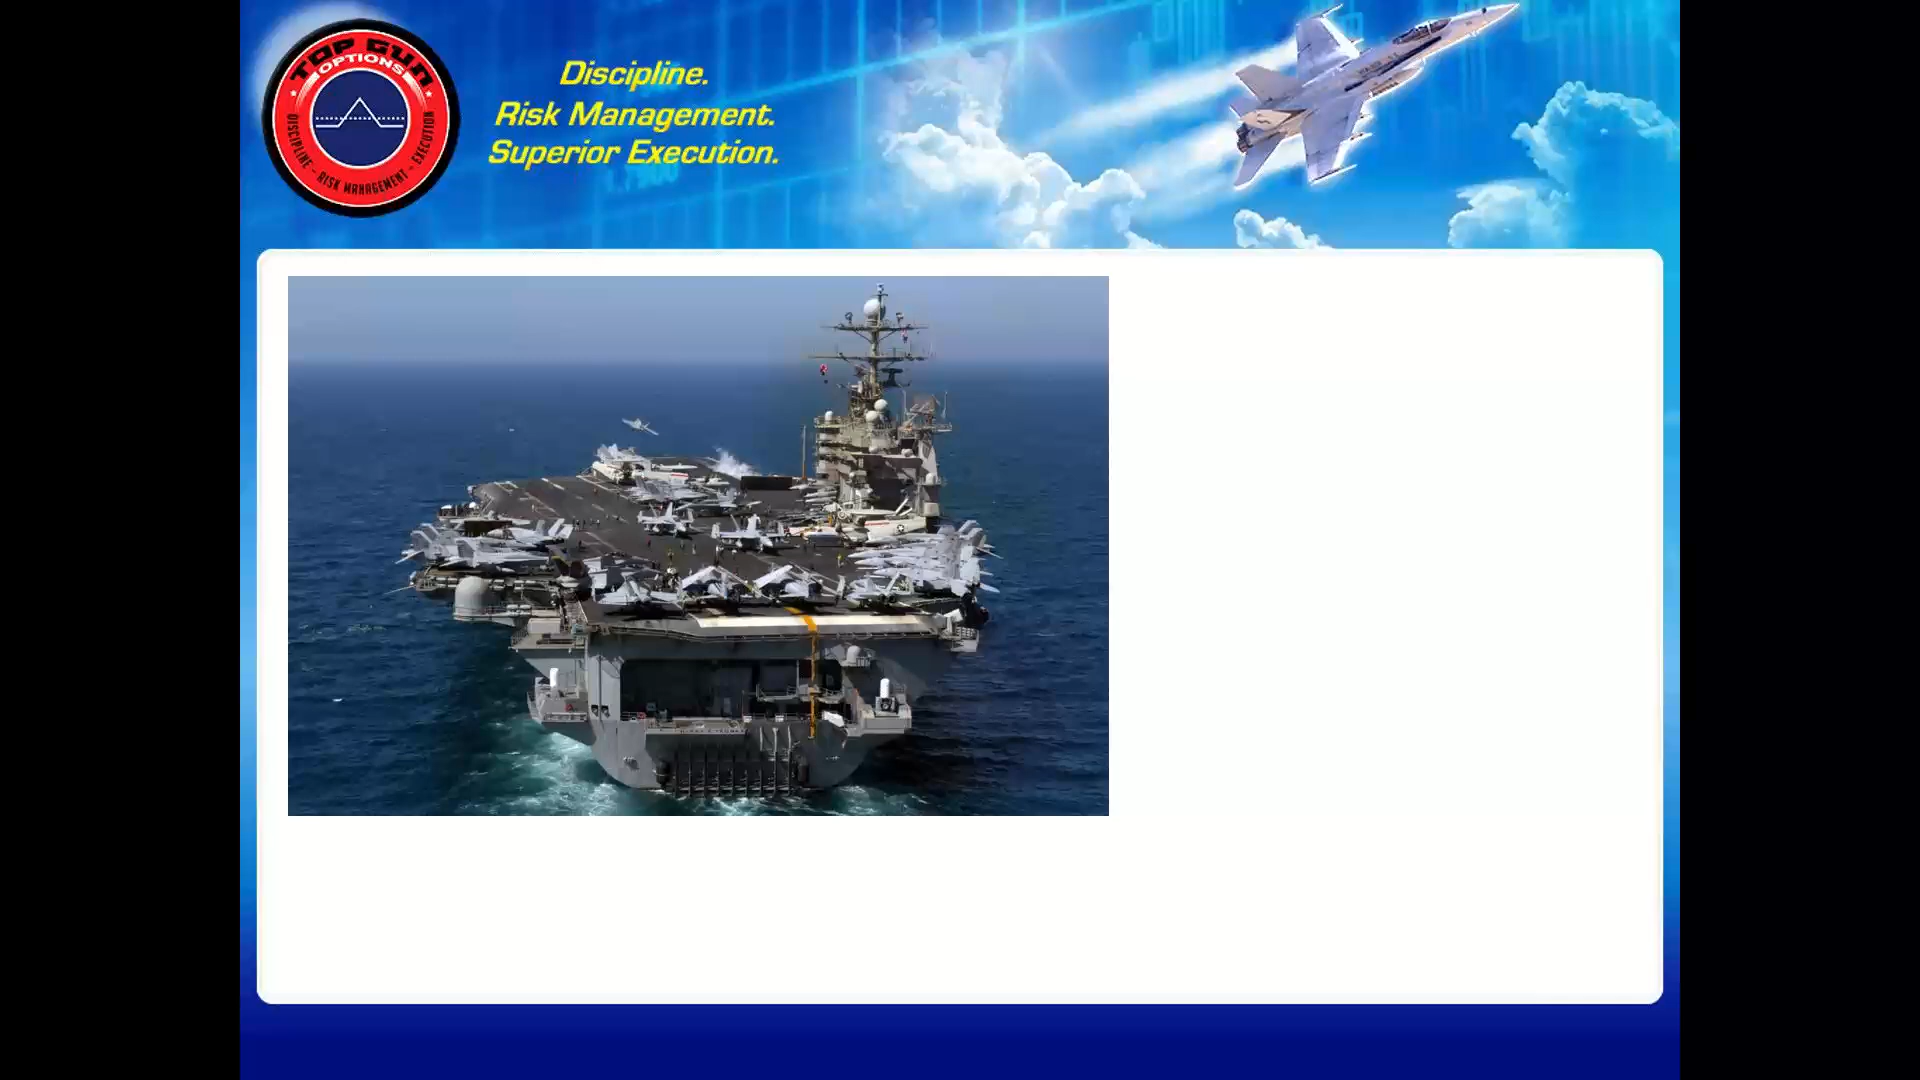 TOP GUN
OPTIONS
DISCIPLINE - RISK MANAGEMENT - EXECUTION
Discipline.
Risk Management.
Superior Execution.